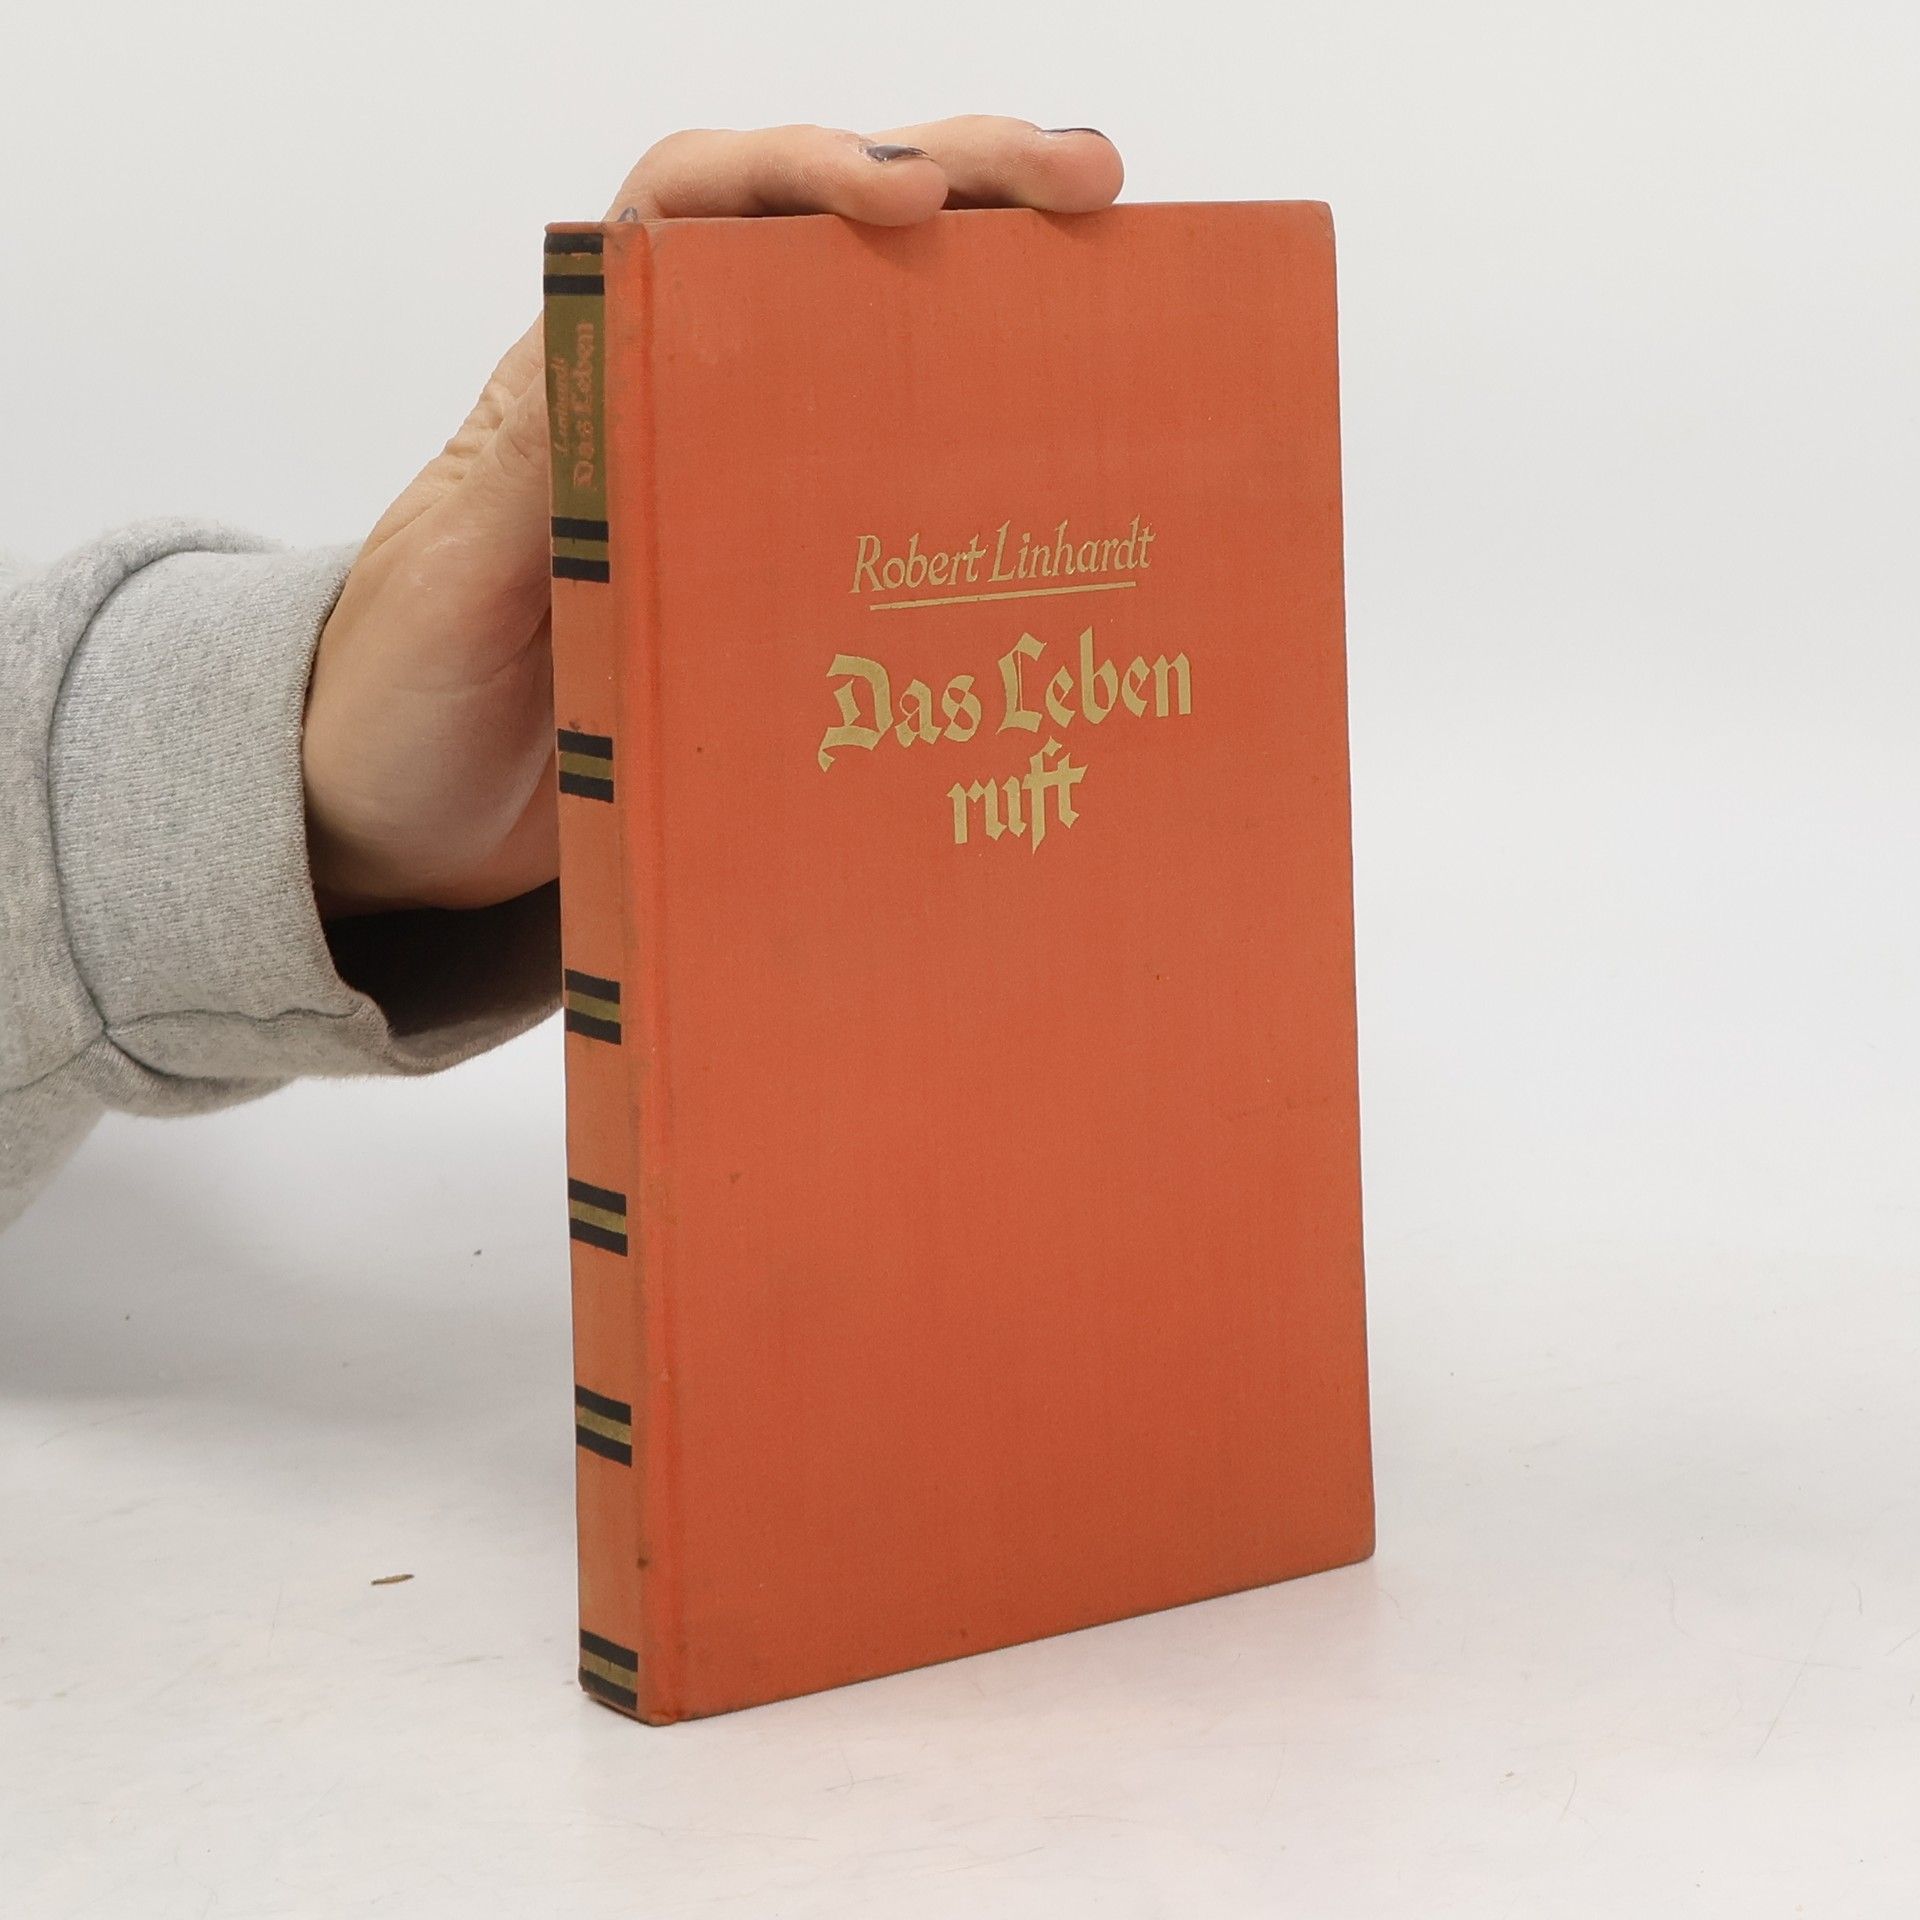 Robert Linhardt
Das Leben
ruft
Linhardt
Das Leben